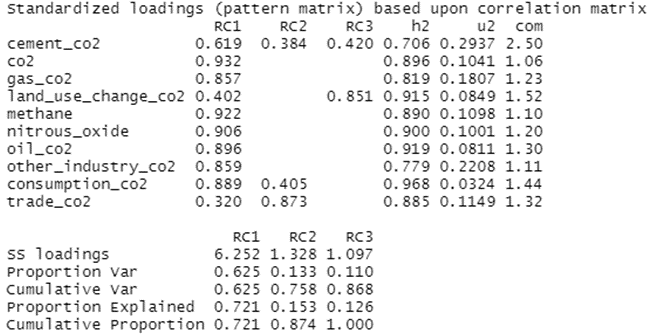 Standardized loadings (pattern matrix) based upon correlation matrix
RC1 RC2 RC3 h2 u2 com
cement_co2 0.619 0.384 0.420 0.706 0.2937 2.50
co2 0.932 0.896 0.1041 1.06
gas_co2 0.857 0.819 0.1807 1.23
land_use_change_co2 0.402 0.851 0.915 0.0849 1.52
methane 0.922 0.890 0.1098 1.10
nitrous_oxide 0.906 0.900 0.1001 1.20
oil_co2 0.896 0.919 0.0811 1.30
other_industry_co2 0.859 0.779 0.2208 1.11
consumption_co2 0.889 0.405 0.968 0.0324 1.44
trade_co2 0.320 0.873 0.885 0.1149 1.32
RC1 RC2 RC3
SS loadings 6.252 1.328 1.097
Proportion Var 0.625 0.133 0.110
Cumulative Var 0.625 0.758 0.868
Proportion Explained 0.721 0.153 0.126
Cumulative Proportion 0.721 0.874 1.000